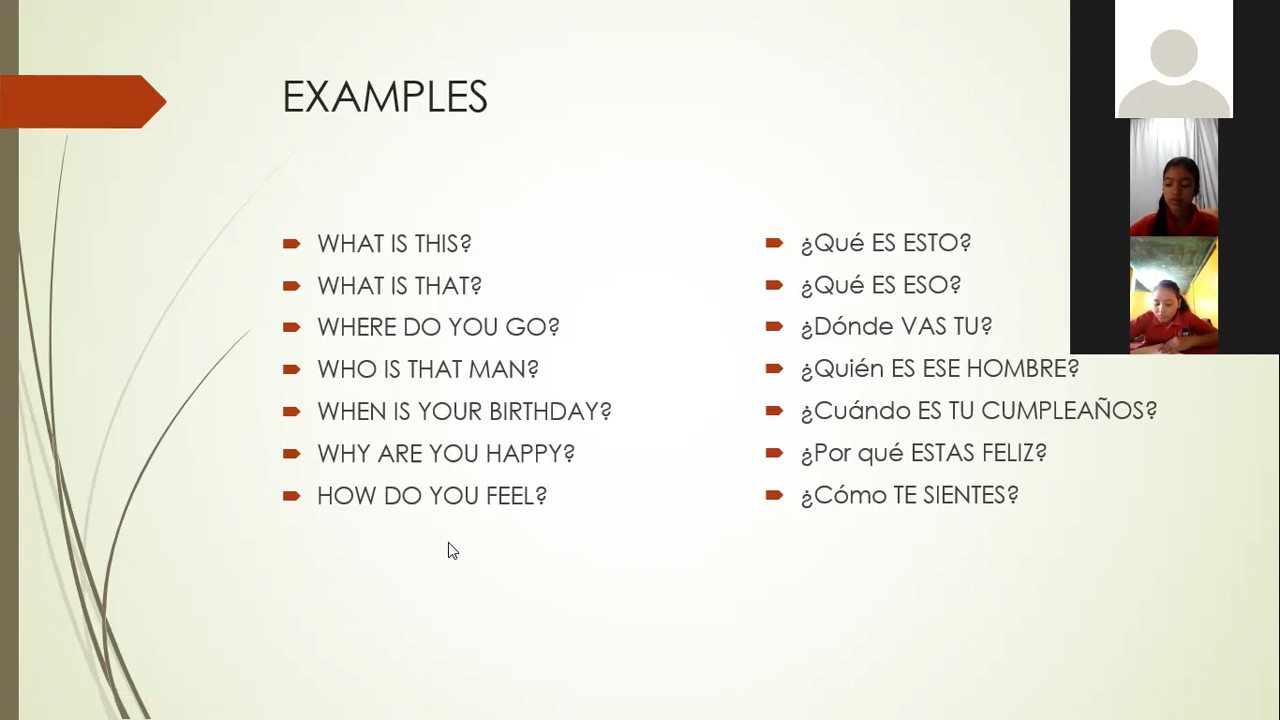 EXAMPLES
WHAT IS THIS?
WHAT IS THAT?
WHERE DO YOU GO?
WHO IS THAT MAN?
WHEN IS YOUR BIRTHDAY?
WHY ARE YOU HAPPY?
HOW DO YOU FEEL?
¿Qué ES ESTO?
¿Qué ES ESO?
¿Dónde VAS TU?
¿Quién ES ESE HOMBRE?
¿Cuándo ES TU CUMPLEAÑOS?
¿Por qué ESTAS FELIZ?
¿Cómo TE SIENTES?